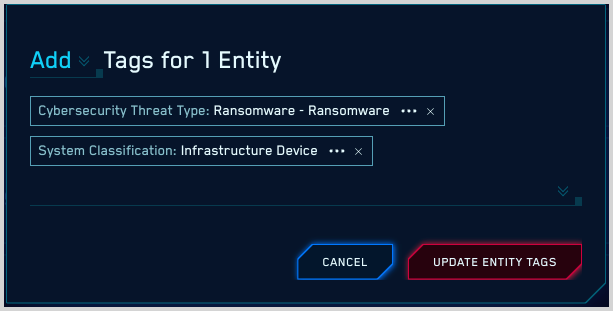 Add Tags for 1 Entity
Cybersecurity Threat Type: Ransomware - Ransomware ••• ×
System Classification: Infrastructure Device ••• ×
CANCEL UPDATE ENTITY TAGS